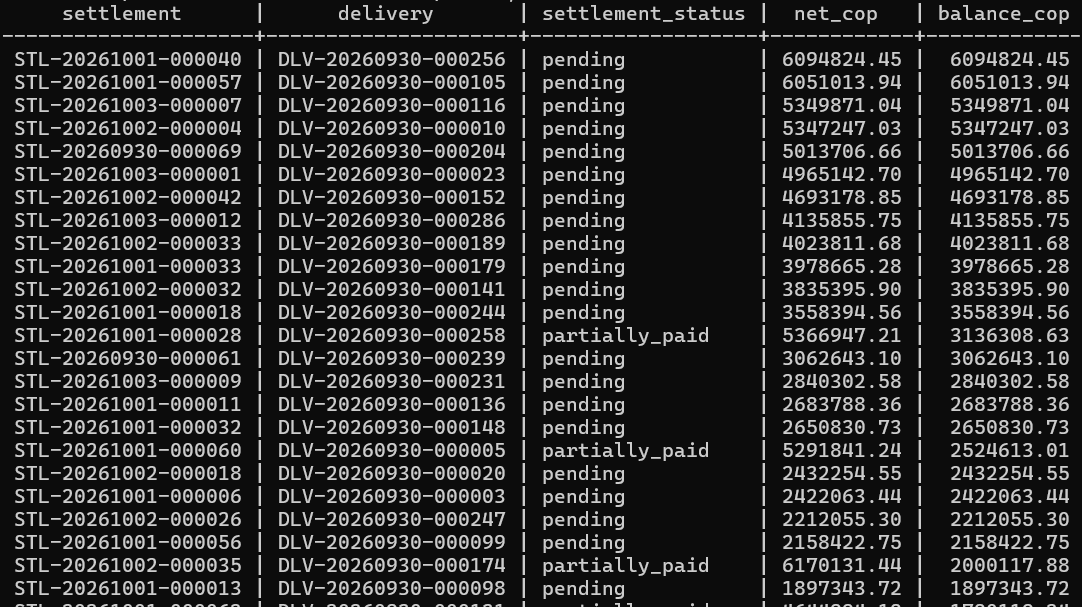 settlement | delivery | settlement_status | net_cop | balance_cop
STL-20261001-000040 | DLV-20260930-000256 | pending | 6094824.45 | 6094824.45
STL-20261001-000057 | DLV-20260930-000105 | pending | 6051013.94 | 6051013.94
STL-20261003-000007 | DLV-20260930-000116 | pending | 5349871.04 | 5349871.04
STL-20261002-000004 | DLV-20260930-000010 | pending | 5347247.03 | 5347247.03
STL-20260930-000069 | DLV-20260930-000204 | pending | 5013706.66 | 5013706.66
STL-20261003-000001 | DLV-20260930-000023 | pending | 4965142.70 | 4965142.70
STL-20261002-000042 | DLV-20260930-000152 | pending | 4693178.85 | 4693178.85
STL-20261003-000012 | DLV-20260930-000286 | pending | 4135855.75 | 4135855.75
STL-20261002-000033 | DLV-20260930-000189 | pending | 4023811.68 | 4023811.68
STL-20261001-000033 | DLV-20260930-000179 | pending | 3978665.28 | 3978665.28
STL-20261002-000032 | DLV-20260930-000141 | pending | 3835395.90 | 3835395.90
STL-20261001-000018 | DLV-20260930-000244 | pending | 3558394.56 | 3558394.56
STL-20261001-000028 | DLV-20260930-000258 | partially_paid | 5366947.21 | 3136308.63
STL-20260930-000061 | DLV-20260930-000239 | pending | 3062643.10 | 3062643.10
STL-20261003-000009 | DLV-20260930-000231 | pending | 2840302.58 | 2840302.58
STL-20261001-000011 | DLV-20260930-000136 | pending | 2683788.36 | 2683788.36
STL-20261001-000032 | DLV-20260930-000148 | pending | 2650830.73 | 2650830.73
STL-20261001-000060 | DLV-20260930-000005 | partially_paid | 5291841.24 | 2524613.01
STL-20261002-000018 | DLV-20260930-000020 | pending | 2432254.55 | 2432254.55
STL-20261001-000006 | DLV-20260930-000003 | pending | 2422063.44 | 2422063.44
STL-20261002-000026 | DLV-20260930-000247 | pending | 2212055.30 | 2212055.30
STL-20261001-000056 | DLV-20260930-000099 | pending | 2158422.75 | 2158422.75
STL-20261002-000035 | DLV-20260930-000174 | partially_paid | 6170131.44 | 2000117.88
STL-20261001-000013 | DLV-20260930-000098 | pending | 1897343.72 | 1897343.72